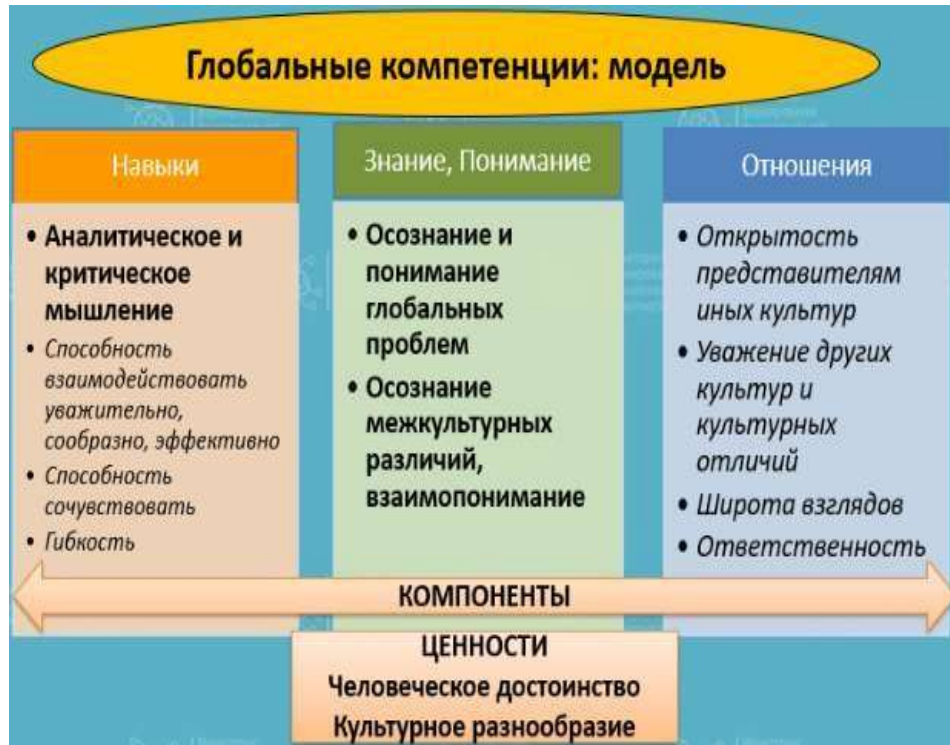 Глобальные компетенции: модель
Навыки
• Аналитическое и
критическое
мышление
• Способность
взаимодействовать
уважительно,
сообразно, эффективно
• Способность
сочувствовать
• Гибкость
Знание, Понимание
• Осознание и
понимание
глобальных
проблем
• Осознание
межкультурных
различий,
взаимопонимание
Отношения
• Открытость
представителям
иных культур
• Уважение других
культур и
культурных
отличий
• Широта взглядов
• Ответственность
КОМПОНЕНТЫ
ЦЕННОСТИ
Человеческое достоинство
Культурное разнообразие